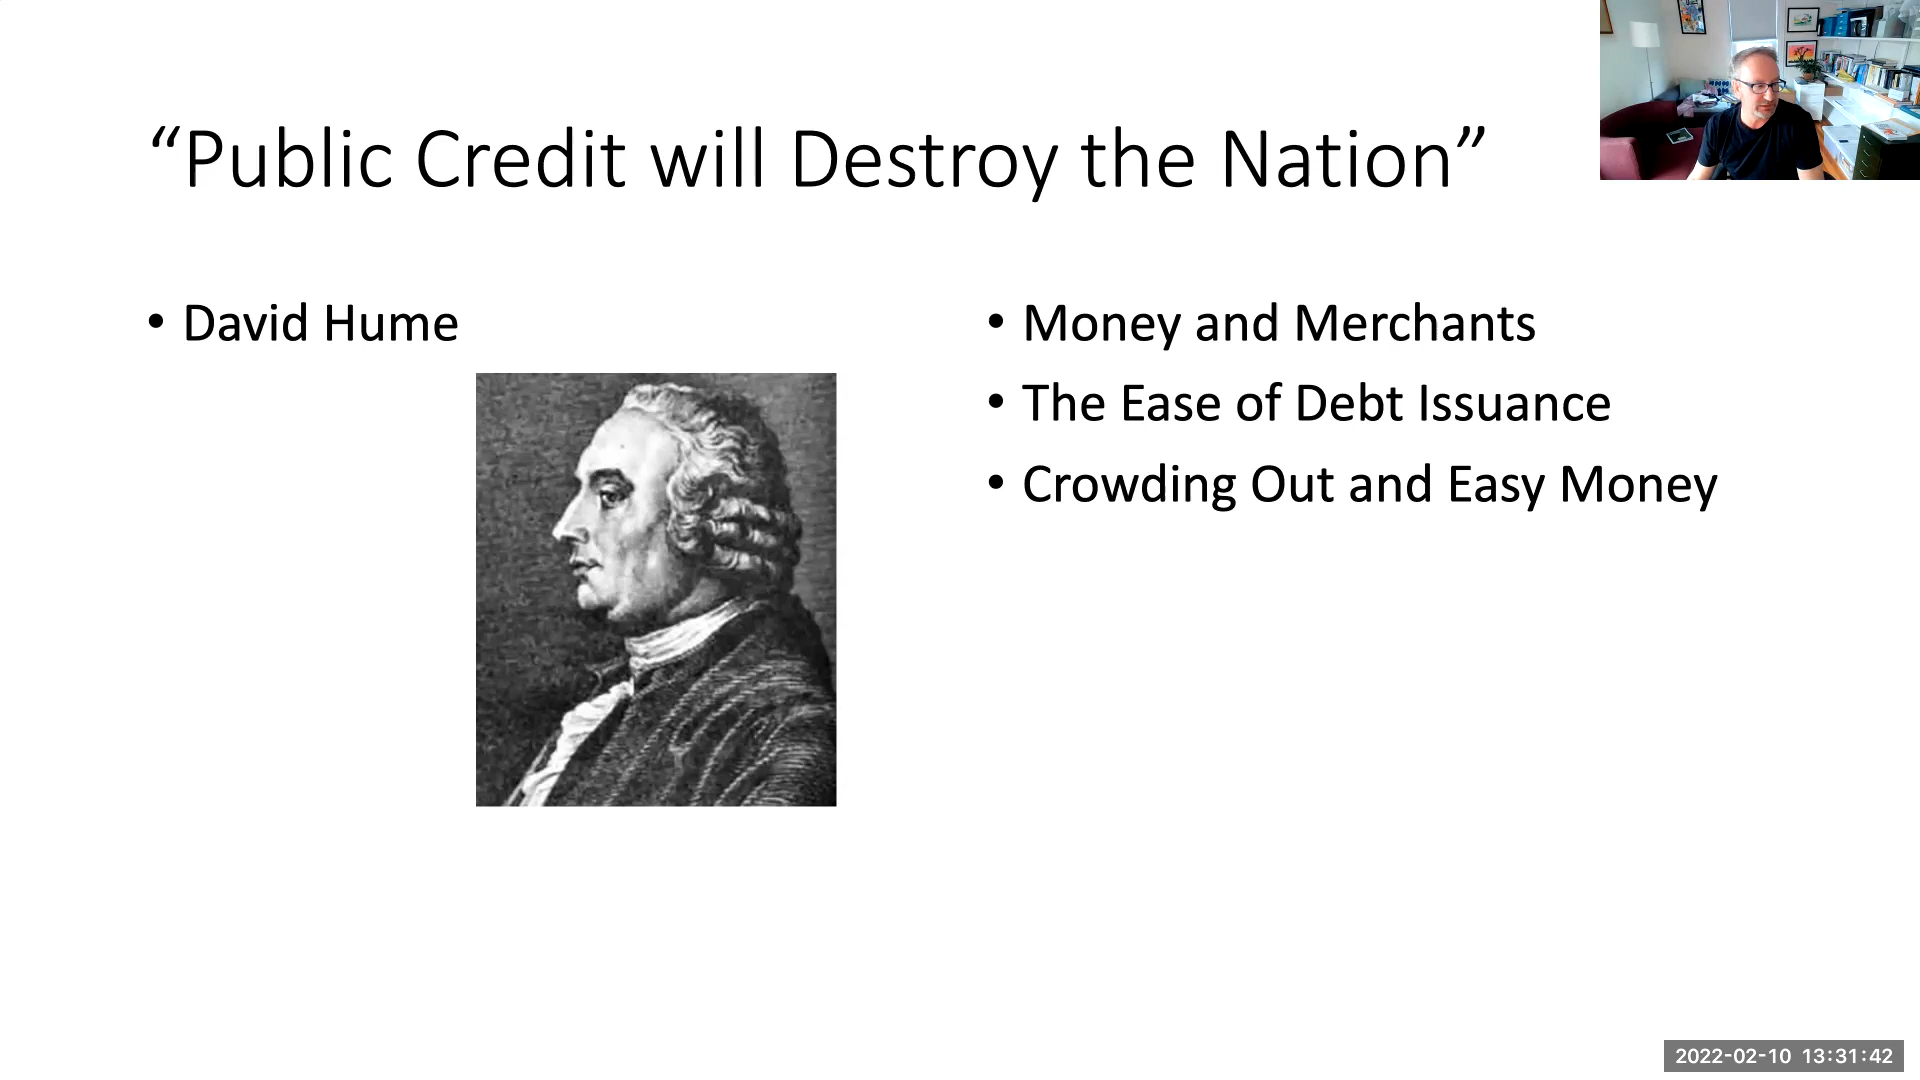 “Public Credit will Destroy the Nation”
• David Hume
• Money and Merchants
• The Ease of Debt Issuance
• Crowding Out and Easy Money
2022-02-10 13:31:42